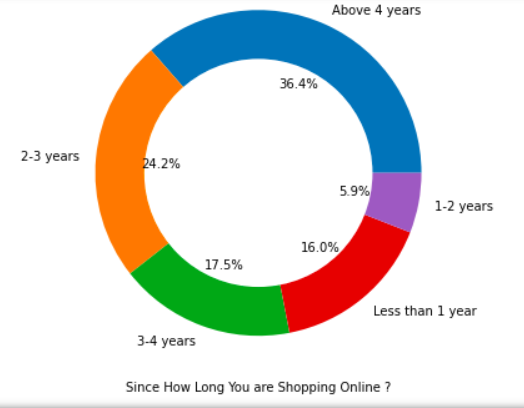 Above 4 years
36.4%
2-3 years
24.2%
5.9%
1-2 years
16.0%
17.5%
Less than 1 year
3-4 years
Since How Long You are Shopping Online ?